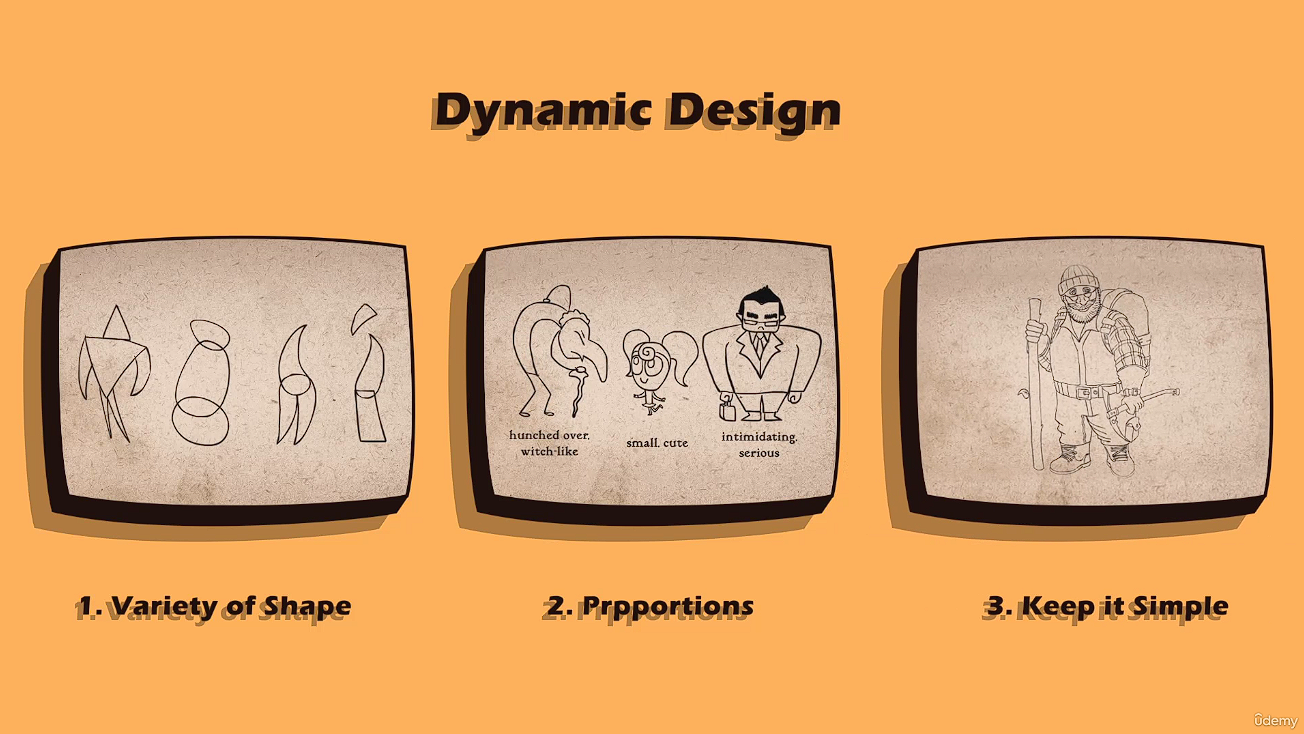 Dynamic Design
hunched over,
witch-like
small, cute
intimidating,
serious
1. Variety of Shape
2. Prpportions
3. Keep it Simple
ûdemy